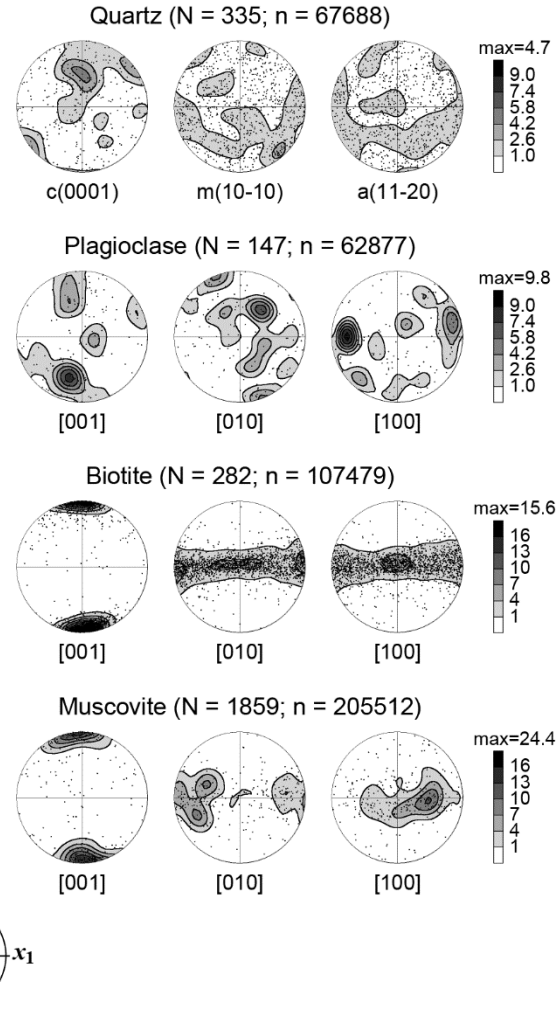 Quartz (N = 335; n = 67688)
max=4.7
9.0
7.4
5.8
4.2
2.6
1.0
c(0001) m(10-10) a(11-20)
Plagioclase (N = 147; n = 62877)
max=9.8
9.0
7.4
5.8
4.2
2.6
1.0
[001] [010] [100]
Biotite (N = 282; n = 107479)
max=15.6
16
13
10
7
4
1
[001] [010] [100]
Muscovite (N = 1859; n = 205512)
max=24.4
16
13
10
7
4
1
[001] [010] [100]
x1